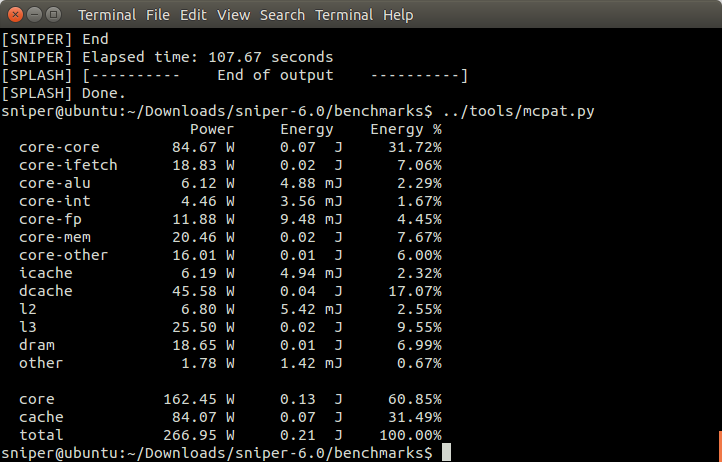 Terminal File Edit View Search Terminal Help
[SNIPER] End
[SNIPER] Elapsed time: 107.67 seconds
[SPLASH] [---------- End of output ----------]
[SPLASH] Done.
sniper@ubuntu:~/Downloads/sniper-6.0/benchmarks$ ../tools/mcpat.py
Power Energy Energy %
core-core 84.67 W 0.07 J 31.72%
core-ifetch 18.83 W 0.02 J 7.06%
core-alu 6.12 W 4.88 mJ 2.29%
core-int 4.46 W 3.56 mJ 1.67%
core-fp 11.88 W 9.48 mJ 4.45%
core-mem 20.46 W 0.02 J 7.67%
core-other 16.01 W 0.01 J 6.00%
icache 6.19 W 4.94 mJ 2.32%
dcache 45.58 W 0.04 J 17.07%
l2 6.80 W 5.42 mJ 2.55%
l3 25.50 W 0.02 J 9.55%
dram 18.65 W 0.01 J 6.99%
other 1.78 W 1.42 mJ 0.67%
core 162.45 W 0.13 J 60.85%
cache 84.07 W 0.07 J 31.49%
total 266.95 W 0.21 J 100.00%
sniper@ubuntu:~/Downloads/sniper-6.0/benchmarks$